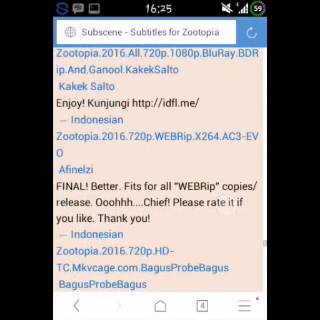 16:25
59
Subscene - Subtitles for Zootopia
Zootopia.2016.All.720p.1080p.BluRay.BDR
ip.And.Ganool.KakekSalto
Kakek Salto
Enjoy! Kunjungi http://idfl.me/
— Indonesian
Zootopia.2016.720p.WEBRip.X264.AC3-EV
O
Afinelzi
FINAL! Better. Fits for all "WEBRip" copies/
release. Ooohhh....Chief! Please rate it if
you like. Thank you!
— Indonesian
Zootopia.2016.720p.HD-
TC.Mkvcage.com.BagusProbeBagus
BagusProbeBagus
4